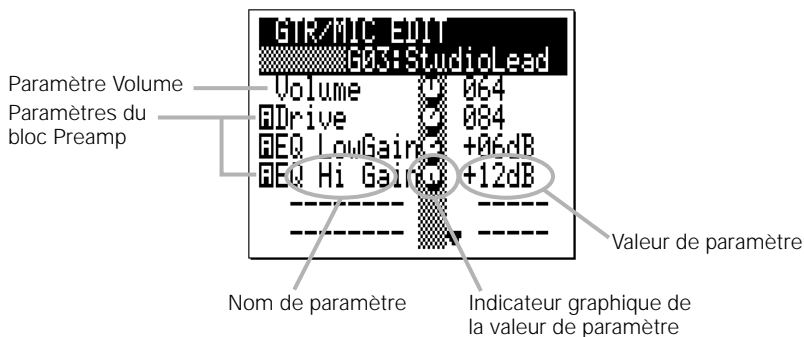 GTR/MIC EDIT
G03:StudioLead
Volume 064
Drive 084
EQ LowGain +06dB
EQ Hi Gain +12dB
--------- -----
--------- -----
Paramètre Volume
Paramètres du
bloc Preamp
Valeur de paramètre
Nom de paramètre
Indicateur graphique de
la valeur de paramètre